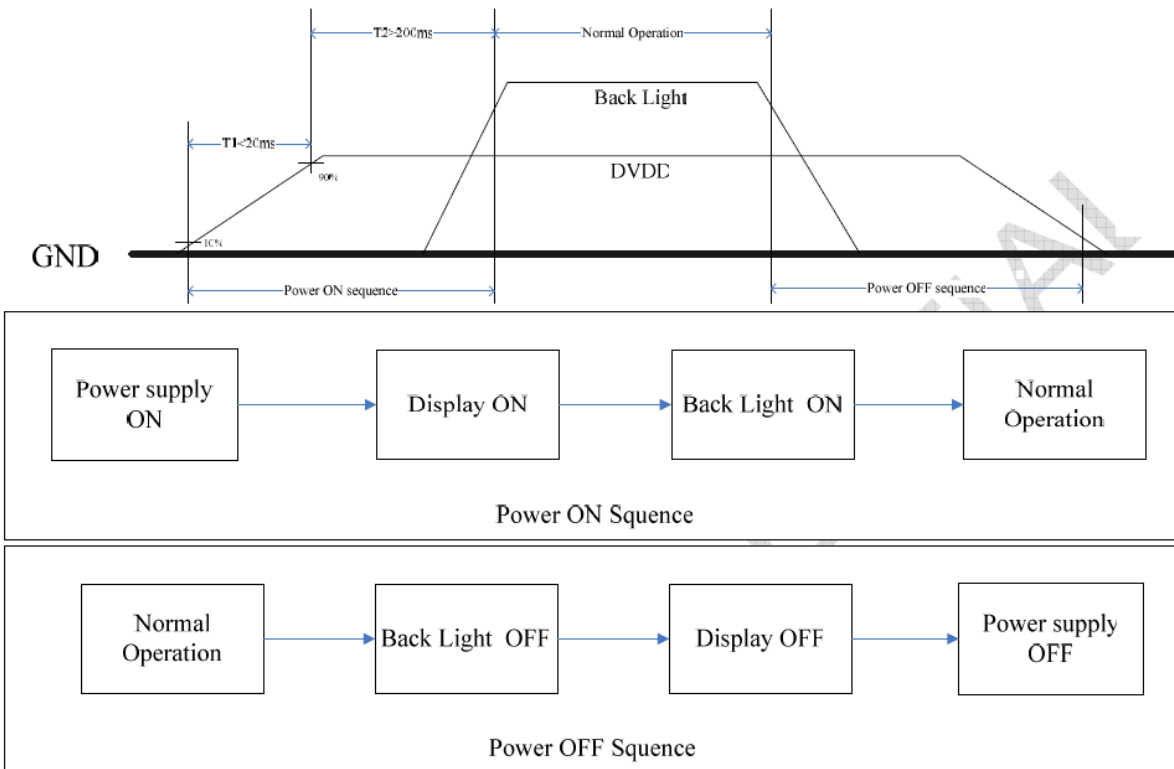 T2>200ms
Normal Operation
Back Light
T1<20ms
DVDD
90%
10%
GND
Power ON sequence
Power OFF sequence
Power supply
ON
Display ON
Back Light ON
Normal
Operation
Power ON Squence
Normal
Operation
Back Light OFF
Display OFF
Power supply
OFF
Power OFF Squence